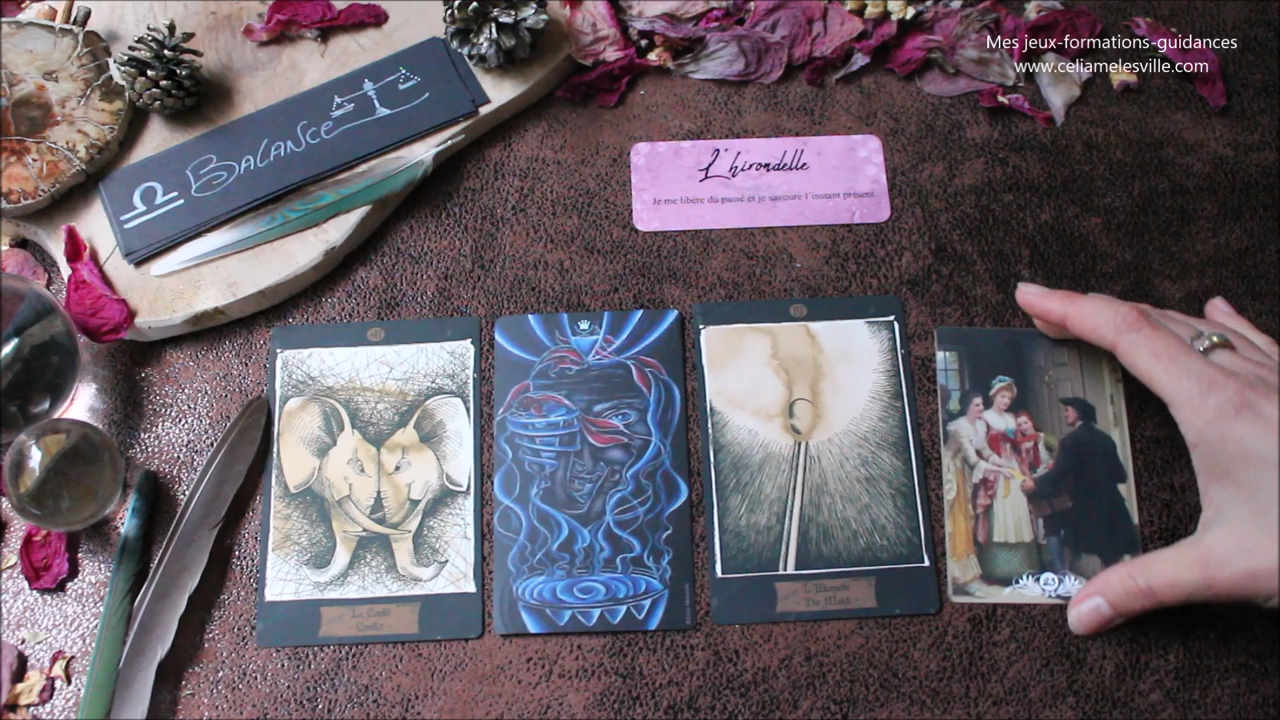 Mes jeux-formations-guidances
www.celiamelesville.com
♎ BALANCE
L'hirondelle
Je me libère du passé et je savoure l'instant présent.
Le Conflit
Conflict
L'Allumette
The Match